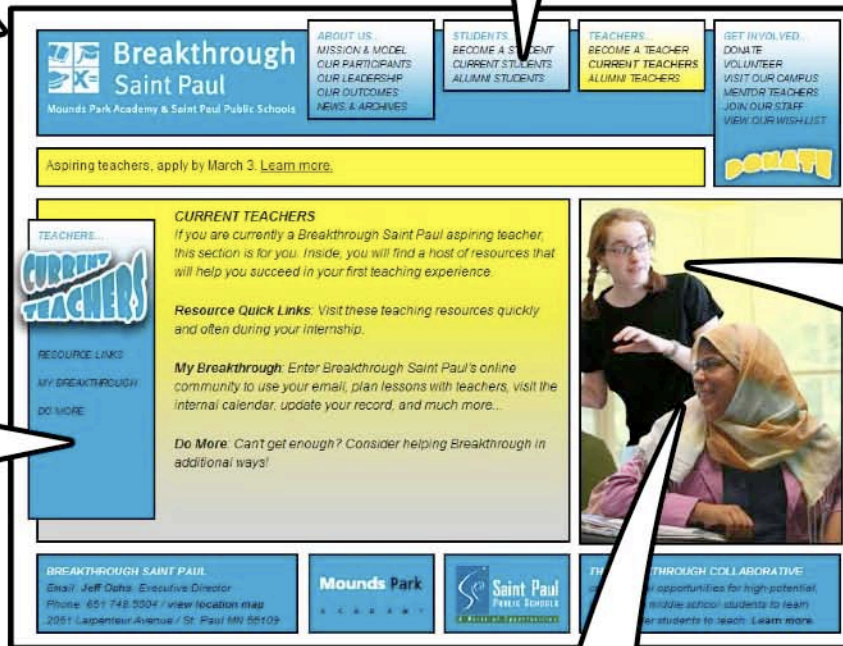 Breakthrough
Saint Paul
Mounds Park Academy & Saint Paul Public Schools
ABOUT US...
MISSION & MODEL
OUR PARTICIPANTS
OUR LEADERSHIP
OUR OUTCOMES
NEWS & ARCHIVES
STUDENTS...
BECOME A STUDENT
CURRENT STUDENTS
ALUMNI STUDENTS
TEACHERS...
BECOME A TEACHER
CURRENT TEACHERS
ALUMNI TEACHERS
GET INVOLVED...
DONATE
VOLUNTEER
VISIT OUR CAMPUS
MENTOR TEACHERS
JOIN OUR STAFF
VIEW OUR WISH LIST
DONATE
Aspiring teachers, apply by March 3. Learn more.
TEACHERS...
CURRENT
TEACHERS
RESOURCE LINKS
MY BREAKTHROUGH
DO MORE
CURRENT TEACHERS
If you are currently a Breakthrough Saint Paul aspiring teacher,
this section is for you. Inside, you will find a host of resources that
will help you succeed in your first teaching experience.
Resource Quick Links: Visit these teaching resources quickly
and often during your internship.
My Breakthrough: Enter Breakthrough Saint Paul's online
community to use your email, plan lessons with teachers, visit the
internal calendar, update your record, and much more...
Do More: Can't get enough? Consider helping Breakthrough in
additional ways!
BREAKTHROUGH SAINT PAUL
Email: Jeff Ochs, Executive Director
Phone: 651.748.5504 / view location map
2051 Larpenteur Avenue / St. Paul MN 55109
Mounds Park
ACADEMY
Saint Paul
PUBLIC SCHOOLS
A World of Opportunities
THROUGH COLLABORATIVE
opportunities for high-potential,
middle school students to learn
students to teach. Learn more.